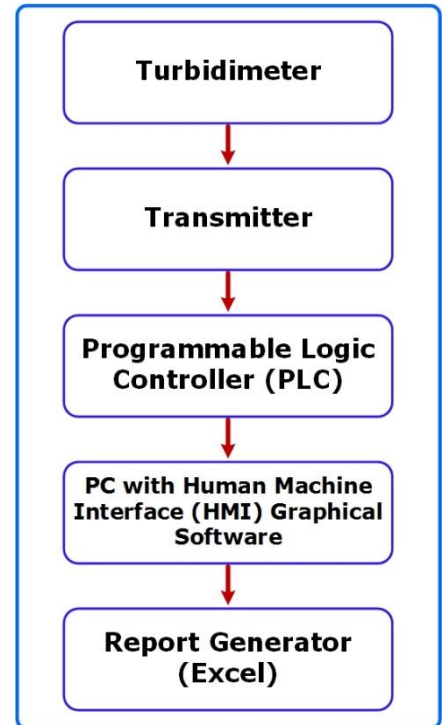 Turbidimeter
Transmitter
Programmable Logic
Controller (PLC)
PC with Human Machine
Interface (HMI) Graphical
Software
Report Generator
(Excel)